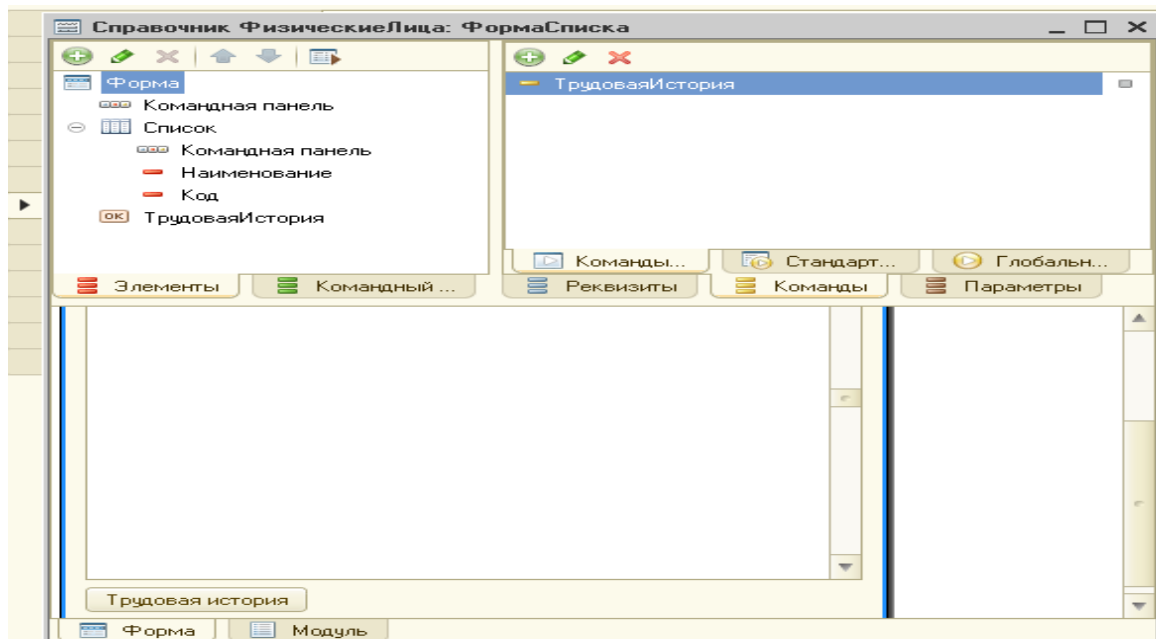 Справочник ФизическиеЛица: ФормаСписка
Форма
Командная панель
Список
Командная панель
Наименование
Код
OK ТрудоваяИстория
Элементы Командный ...
ТрудоваяИстория
Команды... Стандарт... Глобальн...
Реквизиты Команды Параметры
Трудовая история
Форма Модуль